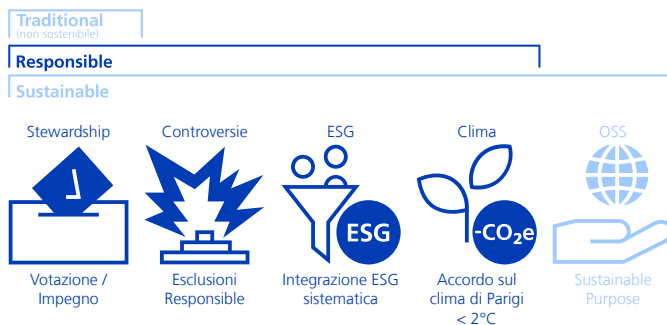 Traditional
(non sostenibile)
Responsible
Sustainable
Stewardship
Controversie
ESG
Clima
OSS
ESG
-CO₂e
Votazione /
Impegno
Esclusioni
Responsible
Integrazione ESG
sistematica
Accordo sul
clima di Parigi
< 2°C
Sustainable
Purpose